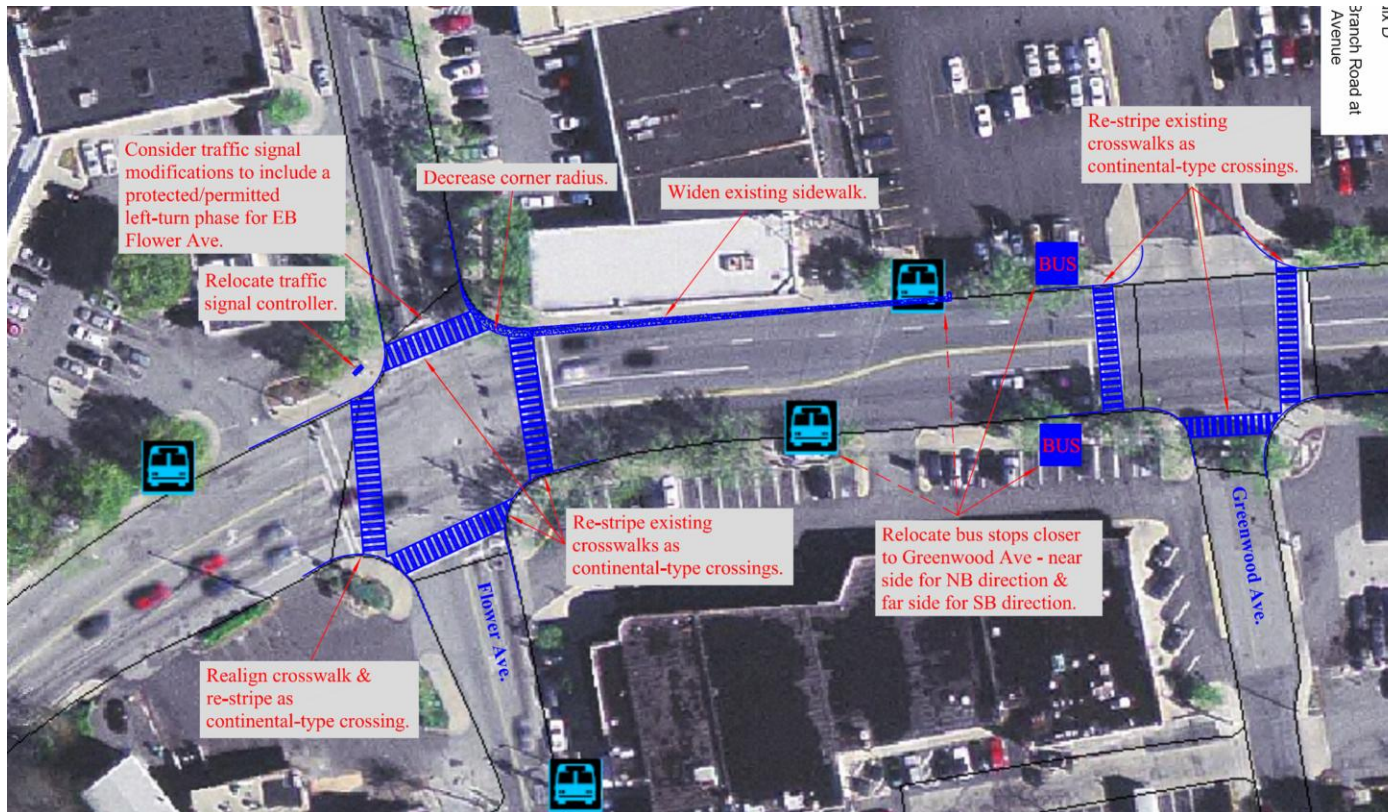 Branch Road at
Avenue
Re-stripe existing
crosswalks as
continental-type crossings.
Consider traffic signal
modifications to include a
protected/permitted
left-turn phase for EB
Flower Ave.
Decrease corner radius.
Widen existing sidewalk.
Relocate traffic
signal controller.
BUS
BUS
Re-stripe existing
crosswalks as
continental-type crossings.
Relocate bus stops closer
to Greenwood Ave - near
side for NB direction &
far side for SB direction.
Greenwood Ave.
Flower Ave.
Realign crosswalk &
re-stripe as
continental-type crossing.